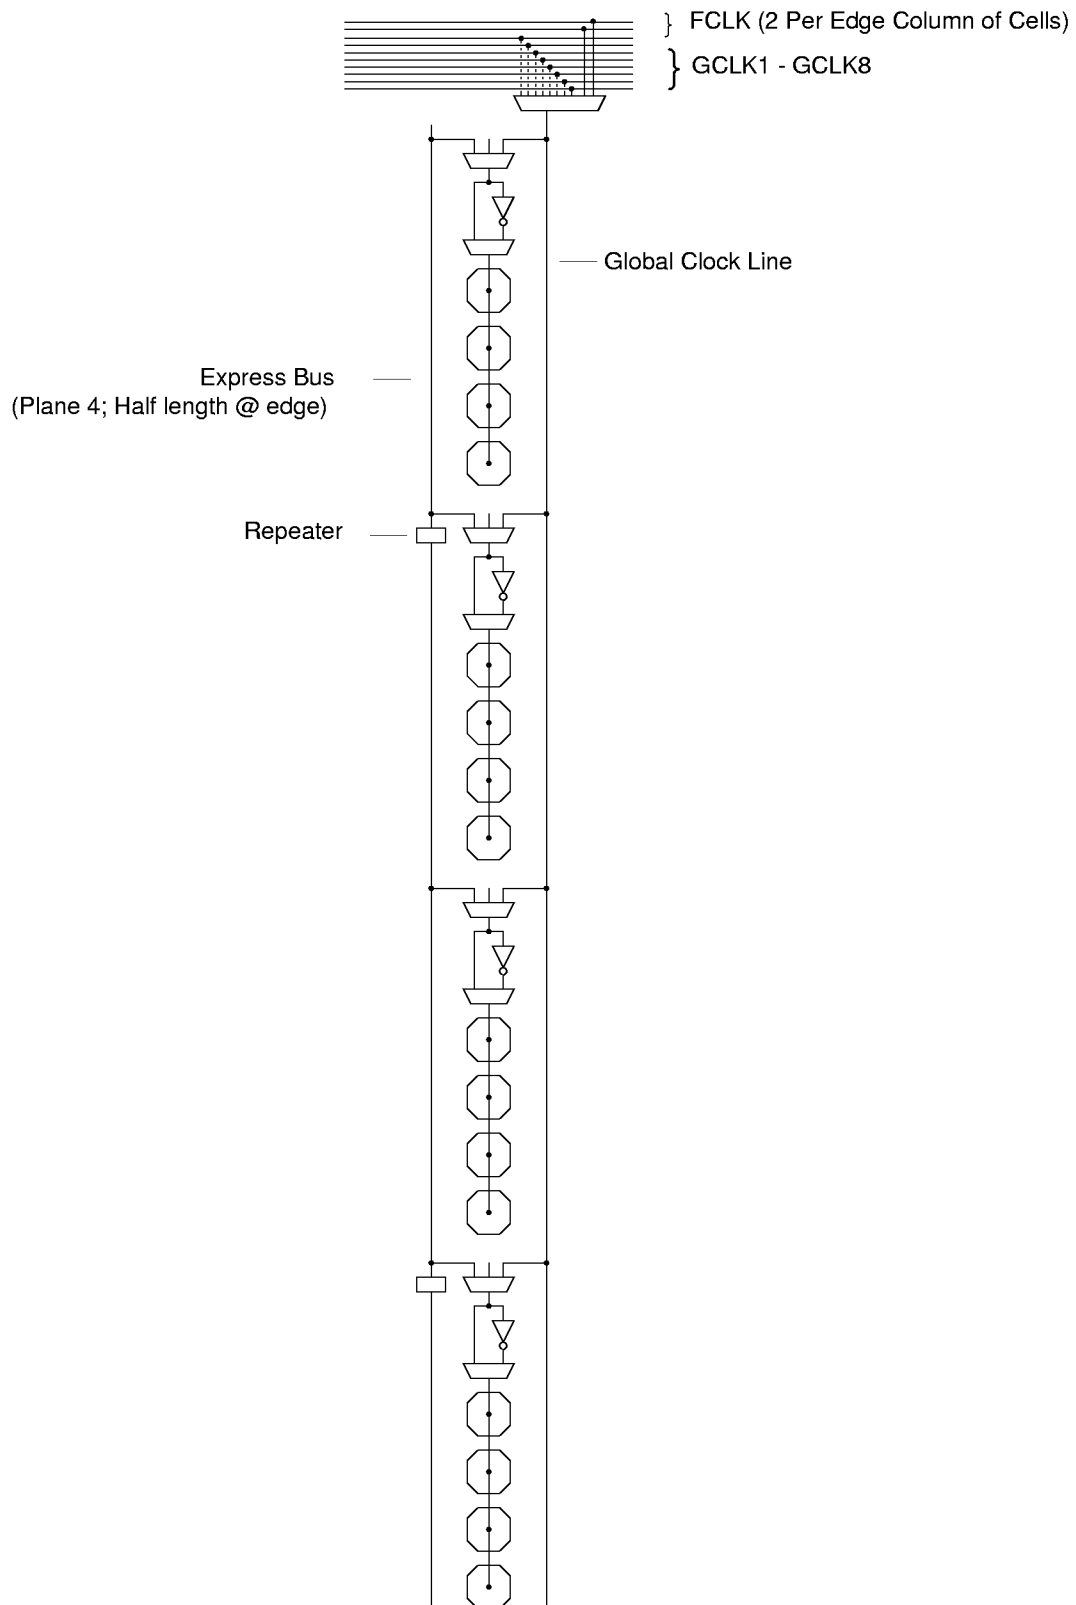 FCLK (2 Per Edge Column of Cells)
GCLK1 - GCLK8
Global Clock Line
Express Bus
(Plane 4; Half length @ edge)
Repeater